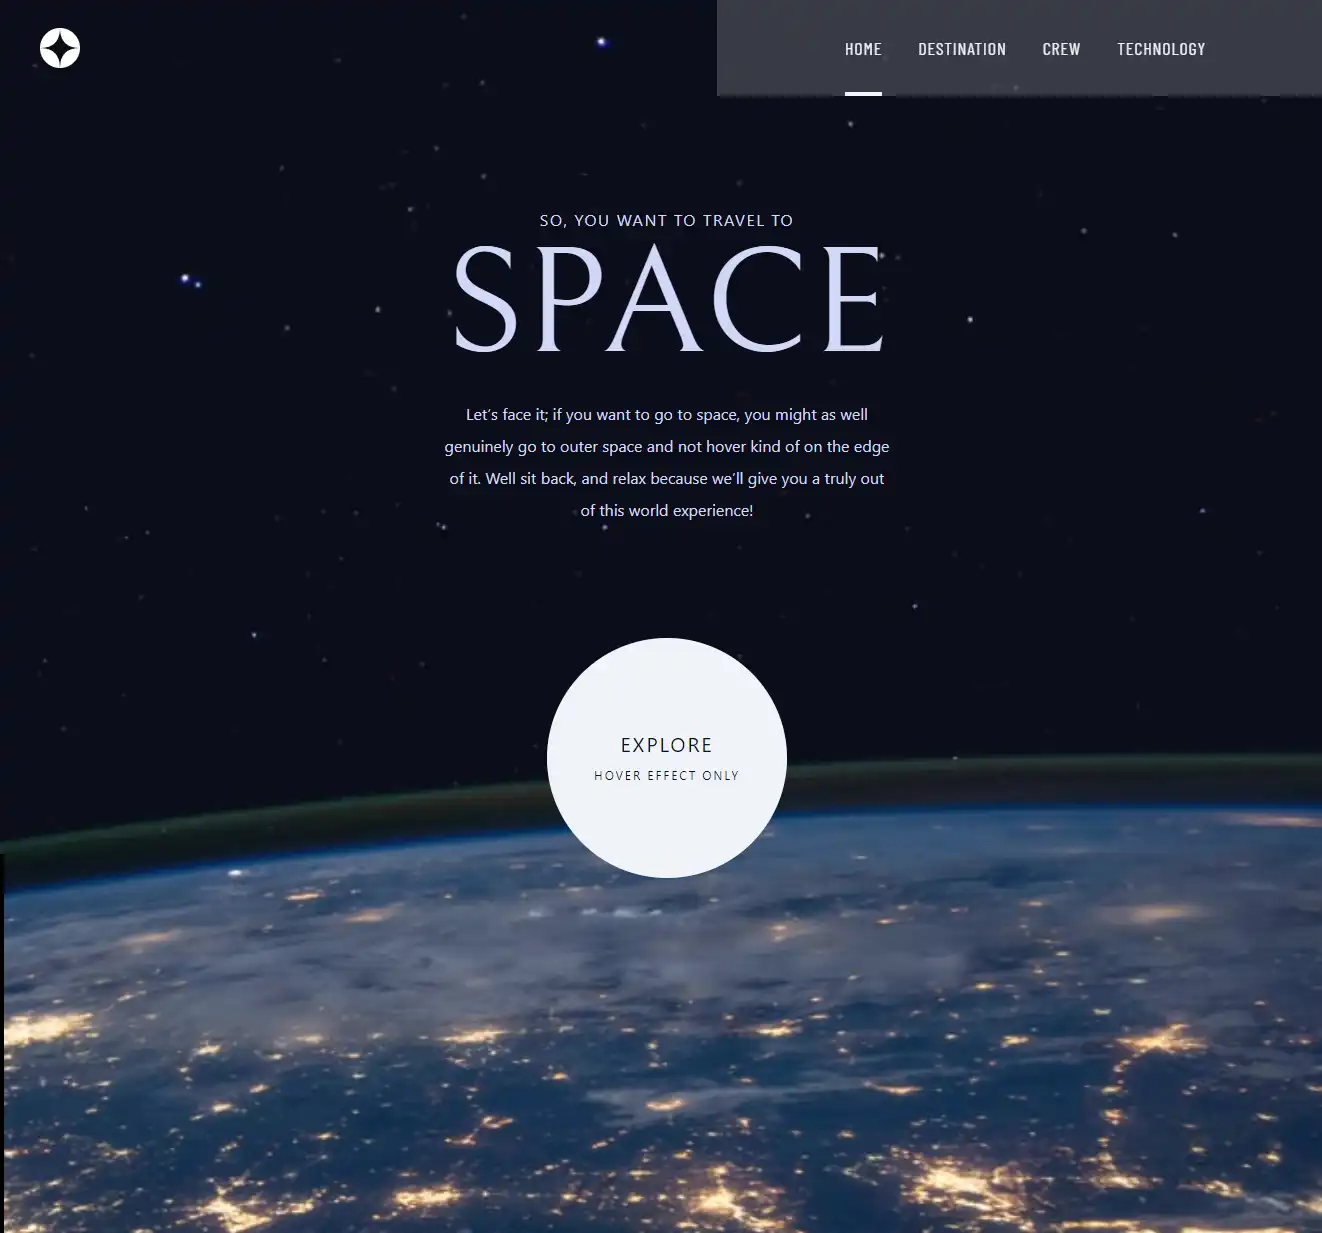 HOME DESTINATION CREW TECHNOLOGY
SO, YOU WANT TO TRAVEL TO
SPACE
Let’s face it; if you want to go to space, you might as well
genuinely go to outer space and not hover kind of on the edge
of it. Well sit back, and relax because we’ll give you a truly out
of this world experience!
EXPLORE
HOVER EFFECT ONLY